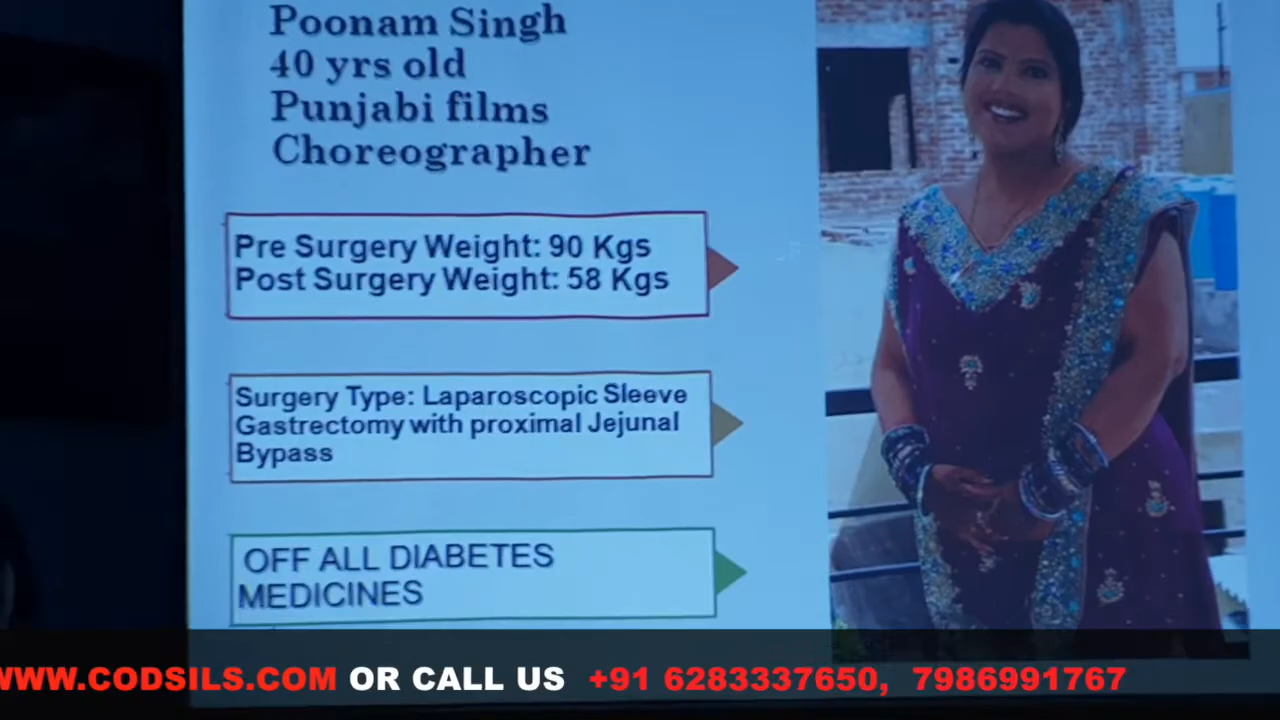 Poonam Singh
40 yrs old
Punjabi films
Choreographer
Pre Surgery Weight: 90 Kgs
Post Surgery Weight: 58 Kgs
Surgery Type: Laparoscopic Sleeve
Gastrectomy with proximal Jejunal
Bypass
OFF ALL DIABETES
MEDICINES
WWW.CODSILS.COM OR CALL US +91 6283337650, 7986991767